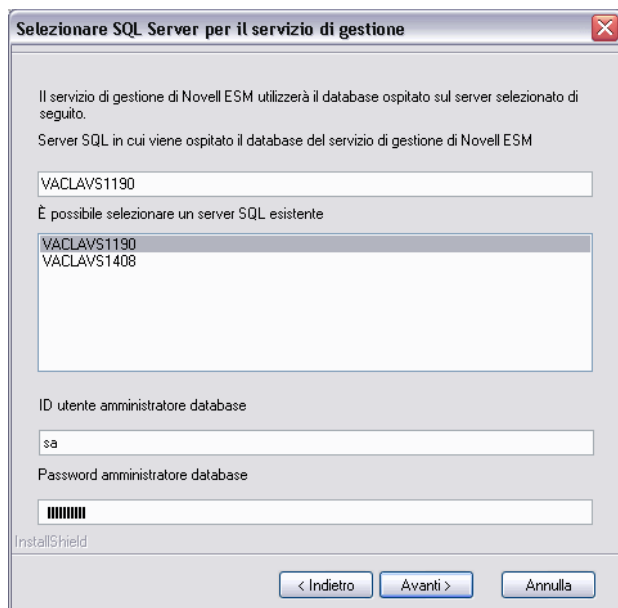 Selezionare SQL Server per il servizio di gestione
Il servizio di gestione di Novell ESM utilizzerà il database ospitato sul server selezionato di
seguito.
Server SQL in cui viene ospitato il database del servizio di gestione di Novell ESM
VACLAVS1190
È possibile selezionare un server SQL esistente
VACLAVS1190
VACLAVS1408
ID utente amministratore database
sa
Password amministratore database
InstallShield
< Indietro
Avanti >
Annulla